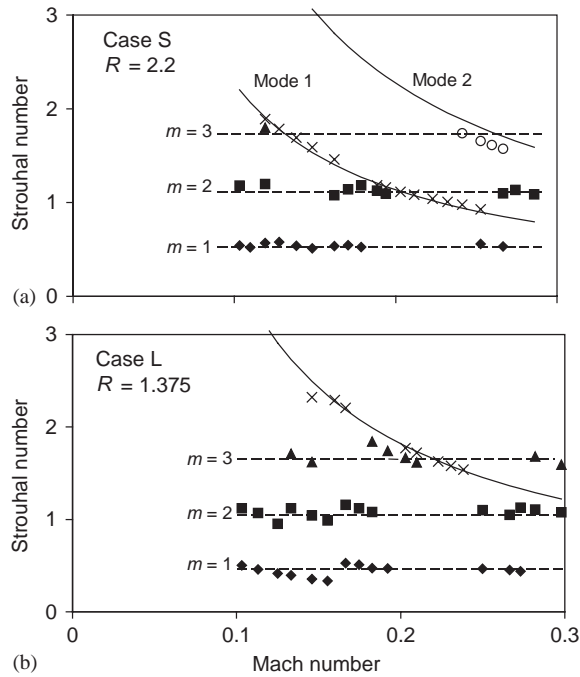 3
Case S
R = 2.2
Mode 1
Mode 2
2
m = 3
Strouhal number
m = 2
1
m = 1
(a)
0
3
Case L
R = 1.375
2
m = 3
Strouhal number
m = 2
1
m = 1
0
0
0.1
0.2
0.3
(b)
Mach number